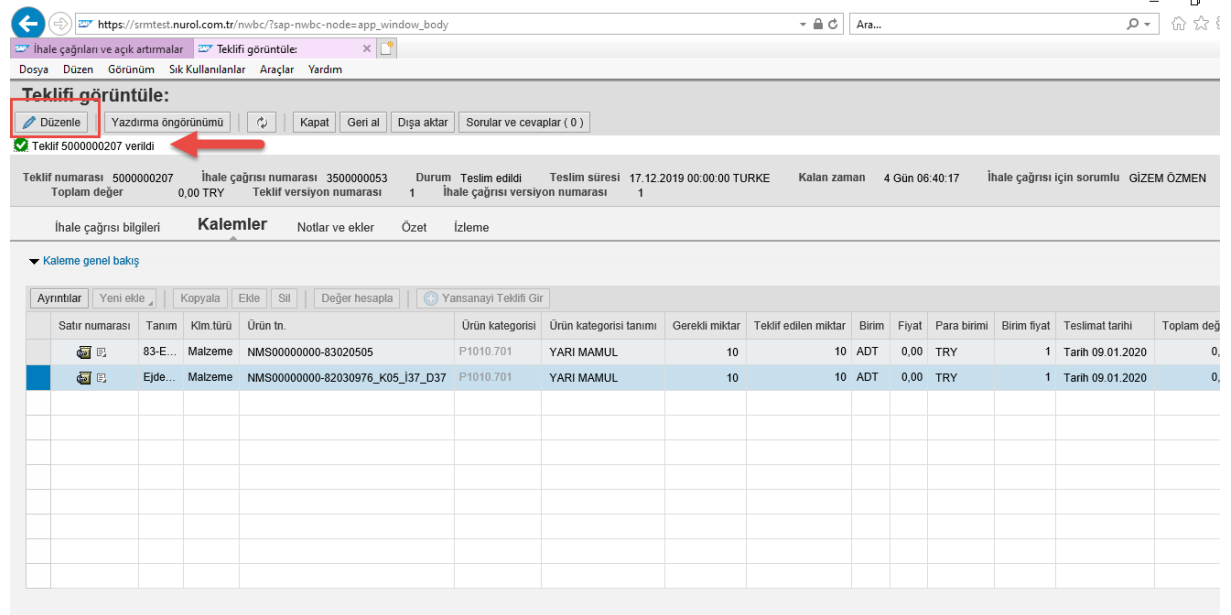 https://srmtest.nurol.com.tr/nwbc/?sap-nwbc-node=app_window_body Ara...
İhale çağrıları ve açık artırmalar Teklifi görüntüle:
Dosya Düzen Görünüm Sık Kullanılanlar Araçlar Yardım
Teklifi görüntüle:
Düzenle Yazdırma öngörünümü Kapat Geri al Dışa aktar Sorular ve cevaplar ( 0 )
Teklif 5000000207 verildi
Teklif numarası 5000000207 İhale çağrısı numarası 3500000053 Durum Teslim edildi Teslim süresi 17.12.2019 00:00:00 TURKE Kalan zaman 4 Gün 06:40:17 İhale çağrısı için sorumlu GİZEM ÖZMEN
Toplam değer 0,00 TRY Teklif versiyon numarası 1 İhale çağrısı versiyon numarası 1
İhale çağrısı bilgileri Kalemler Notlar ve ekler Özet İzleme
Kaleme genel bakış
Ayrıntılar Yeni ekle Kopyala Ekle Sil Değer hesapla Yansanayi Teklifi Gir
Satır numarası Tanım Klm.türü Ürün tn. Ürün kategorisi Ürün kategorisi tanımı Gerekli miktar Teklif edilen miktar Birim Fiyat Para birimi Birim fiyat Teslimat tarihi Toplam değ
83-E... Malzeme NMS00000000-83020505 P1010.701 YARI MAMUL 10 10 ADT 0,00 TRY 1 Tarih 09.01.2020 0,
Ejde... Malzeme NMS00000000-82030976_K05_İ37_D37 P1010.701 YARI MAMUL 10 10 ADT 0,00 TRY 1 Tarih 09.01.2020 0,